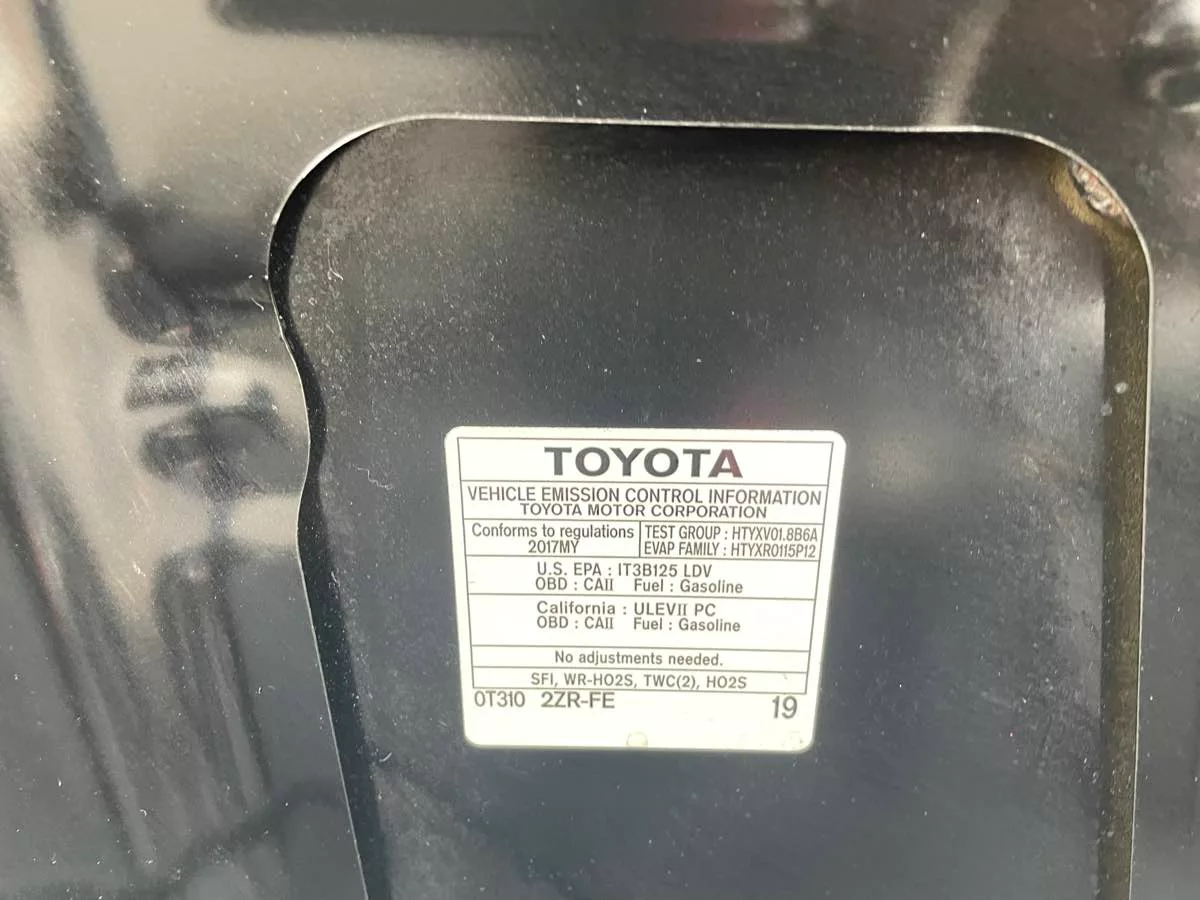 TOYOTA
VEHICLE EMISSION CONTROL INFORMATION
TOYOTA MOTOR CORPORATION
Conforms to regulations
2017MY
TEST GROUP : HTYXV01.8B6A
EVAP FAMILY : HTYXR0115P12
U.S. EPA : IT3B125 LDV
OBD : CAII Fuel : Gasoline
California : ULEVII PC
OBD : CAII Fuel : Gasoline
No adjustments needed.
SFI, WR-HO2S, TWC(2), HO2S
0T310 2ZR-FE 19